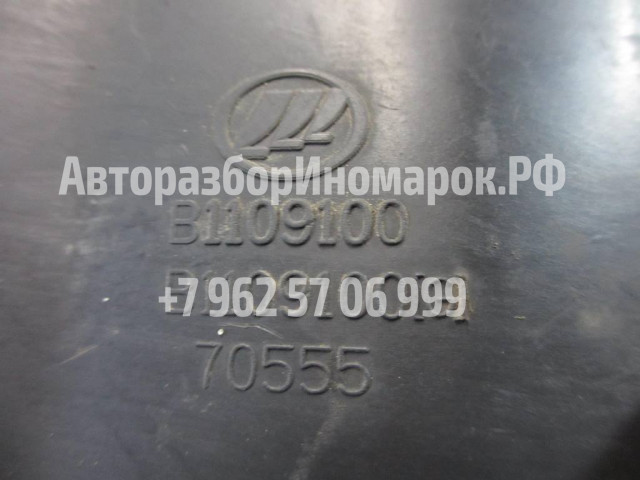 АвторазборИномарок.РФ
B1109100
+7 962 57 06 999
70555